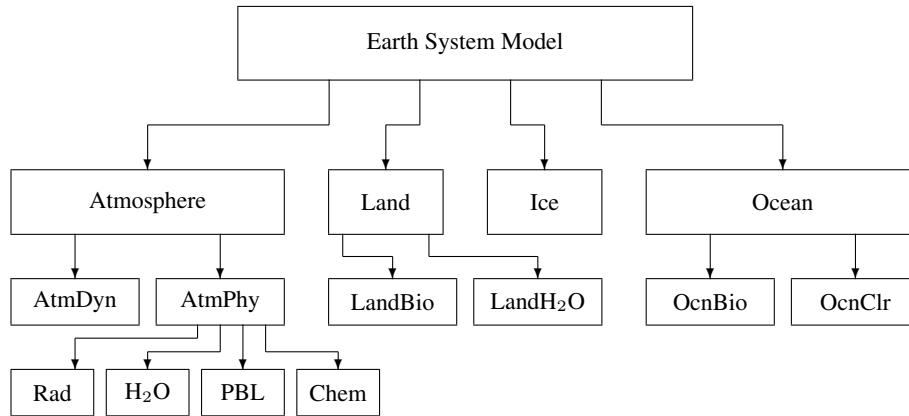 Earth System Model
Atmosphere
Land
Ice
Ocean
AtmDyn
AtmPhy
LandBio
LandH₂O
OcnBio
OcnClr
Rad
H₂O
PBL
Chem